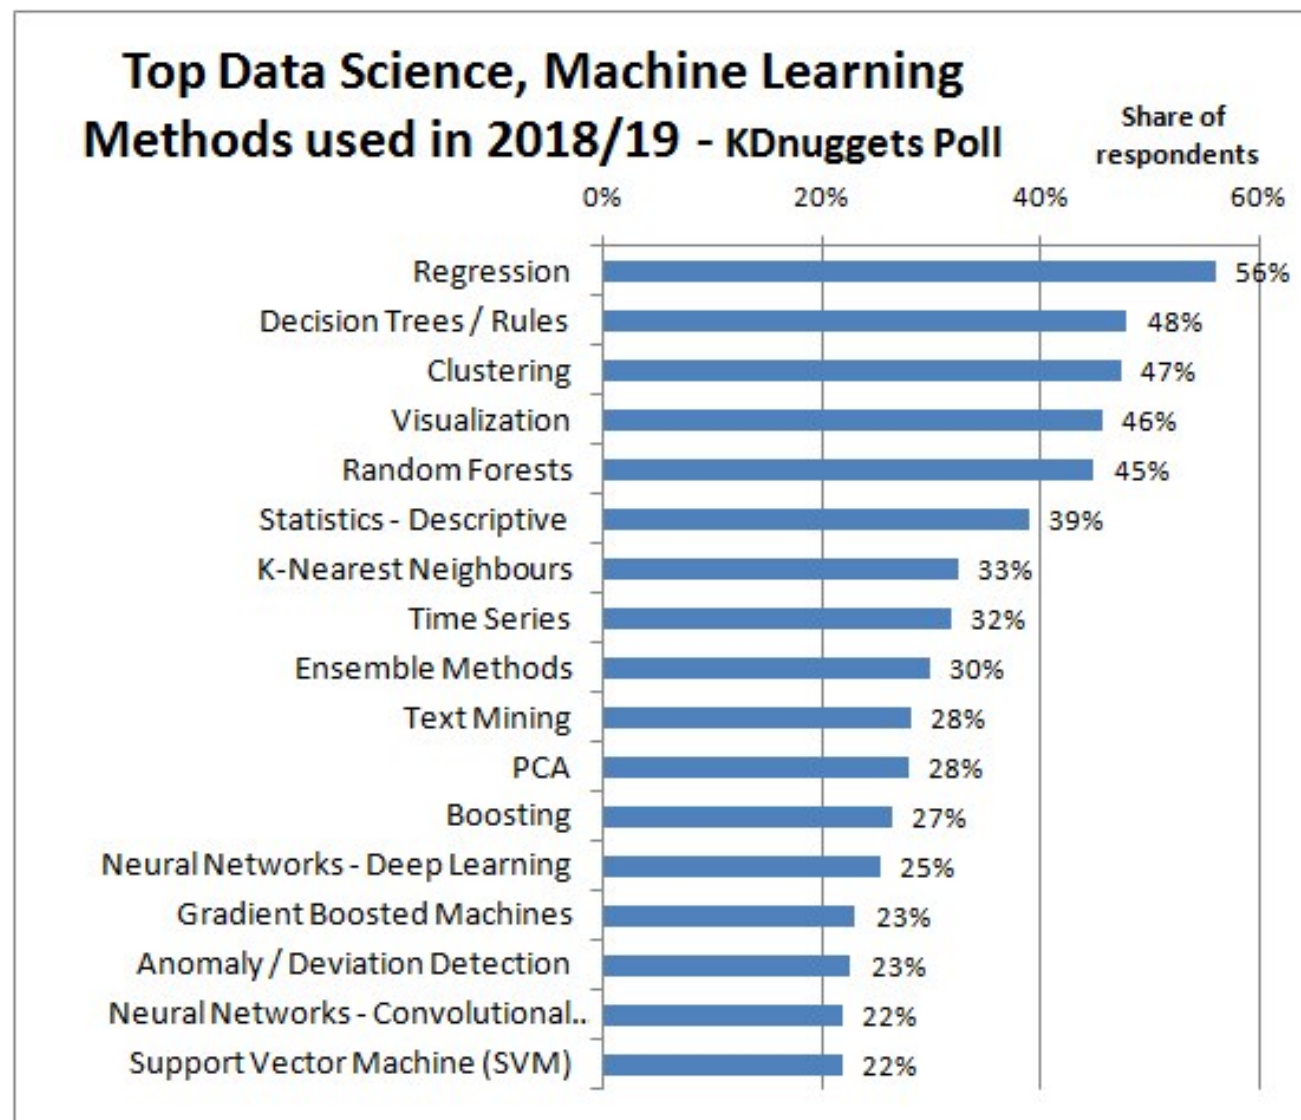 Top Data Science, Machine Learning
Methods used in 2018/19 - KDnuggets Poll
Share of
respondents
0% 20% 40% 60%
Regression 56%
Decision Trees / Rules 48%
Clustering 47%
Visualization 46%
Random Forests 45%
Statistics - Descriptive 39%
K-Nearest Neighbours 33%
Time Series 32%
Ensemble Methods 30%
Text Mining 28%
PCA 28%
Boosting 27%
Neural Networks - Deep Learning 25%
Gradient Boosted Machines 23%
Anomaly / Deviation Detection 23%
Neural Networks - Convolutional.. 22%
Support Vector Machine (SVM) 22%